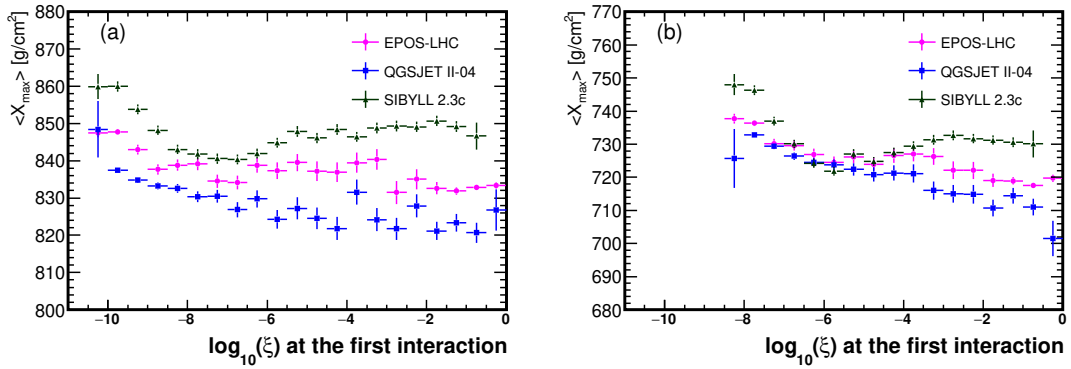 (a)
<X_max> [g/cm²]
880
870
860
850
840
830
820
810
800
EPOS-LHC
QGSJET II-04
SIBYLL 2.3c
−10
−8
−6
−4
−2
0
log₁₀(ξ) at the first interaction
(b)
<X_max> [g/cm²]
770
760
750
740
730
720
710
700
690
680
EPOS-LHC
QGSJET II-04
SIBYLL 2.3c
−10
−8
−6
−4
−2
0
log₁₀(ξ) at the first interaction